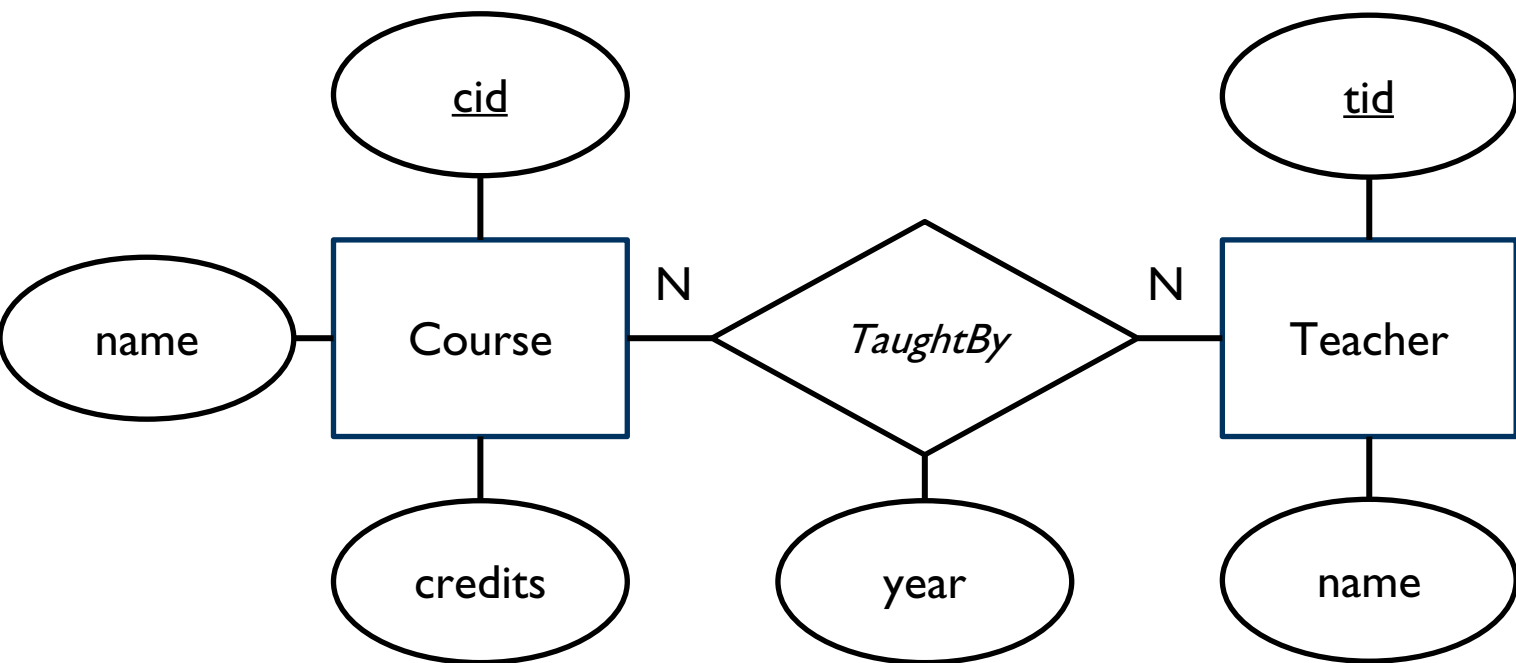 cid
tid
N
N
name
Course
TaughtBy
Teacher
credits
year
name